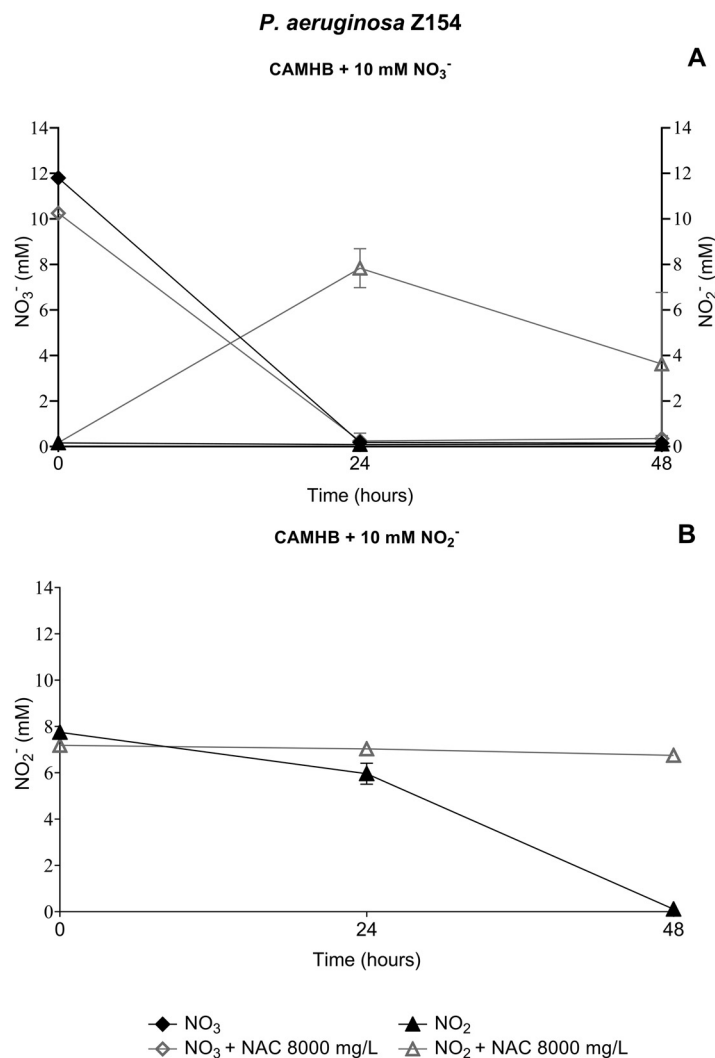 P. aeruginosa Z154
A
CAMHB + 10 mM NO₃⁻
14 14
12 12
10 10
8 8
6 6
4 4
2 2
0 0
NO₃⁻ (mM)
NO₂⁻ (mM)
0 24 48
Time (hours)
B
CAMHB + 10 mM NO₂⁻
14
12
10
8
6
4
2
0
NO₂⁻ (mM)
0 24 48
Time (hours)
NO₃ NO₂
NO₃ + NAC 8000 mg/L NO₂ + NAC 8000 mg/L